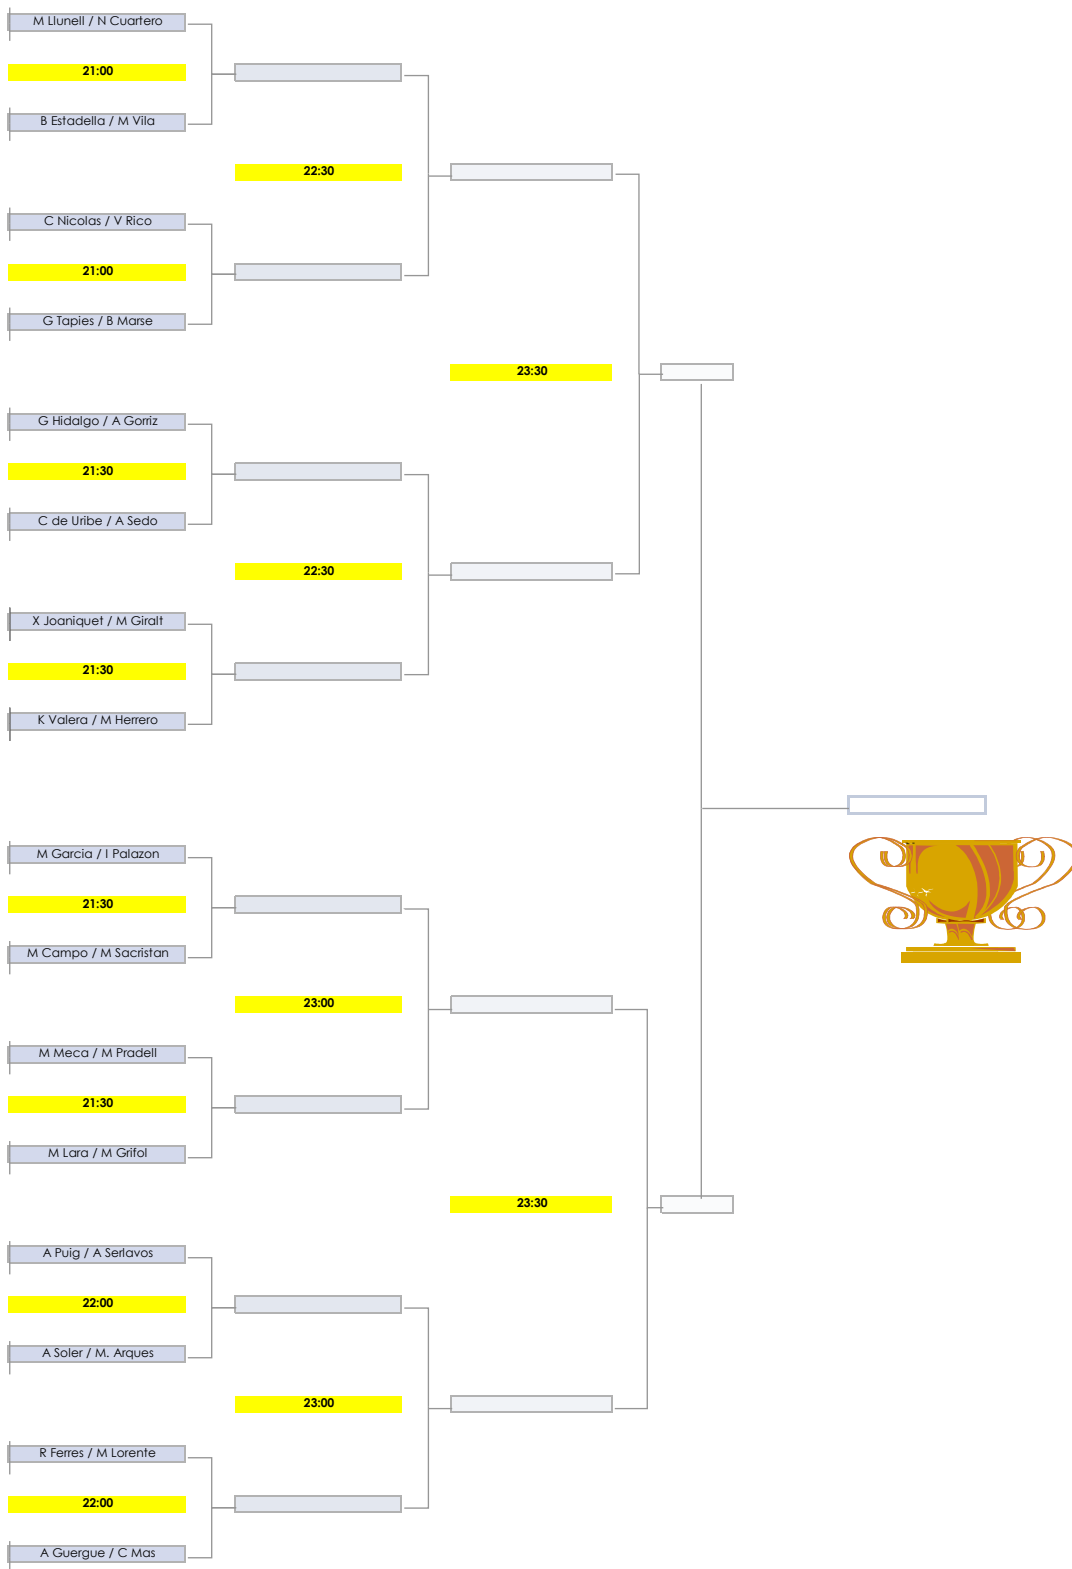 M Llunell / N Cuartero
21:00
B Estadella / M Vila
22:30
C Nicolas / V Rico
21:00
G Tapies / B Marse
23:30
G Hidalgo / A Gorriz
21:30
C de Uribe / A Sedo
22:30
X Joaniquet / M Giralt
21:30
K Valera / M Herrero
M Garcia / I Palazon
21:30
M Campo / M Sacristan
23:00
M Meca / M Pradell
21:30
M Lara / M Grifol
23:30
A Puig / A Serlavos
22:00
A Soler / M. Arques
23:00
R Ferres / M Lorente
22:00
A Guergue / C Mas